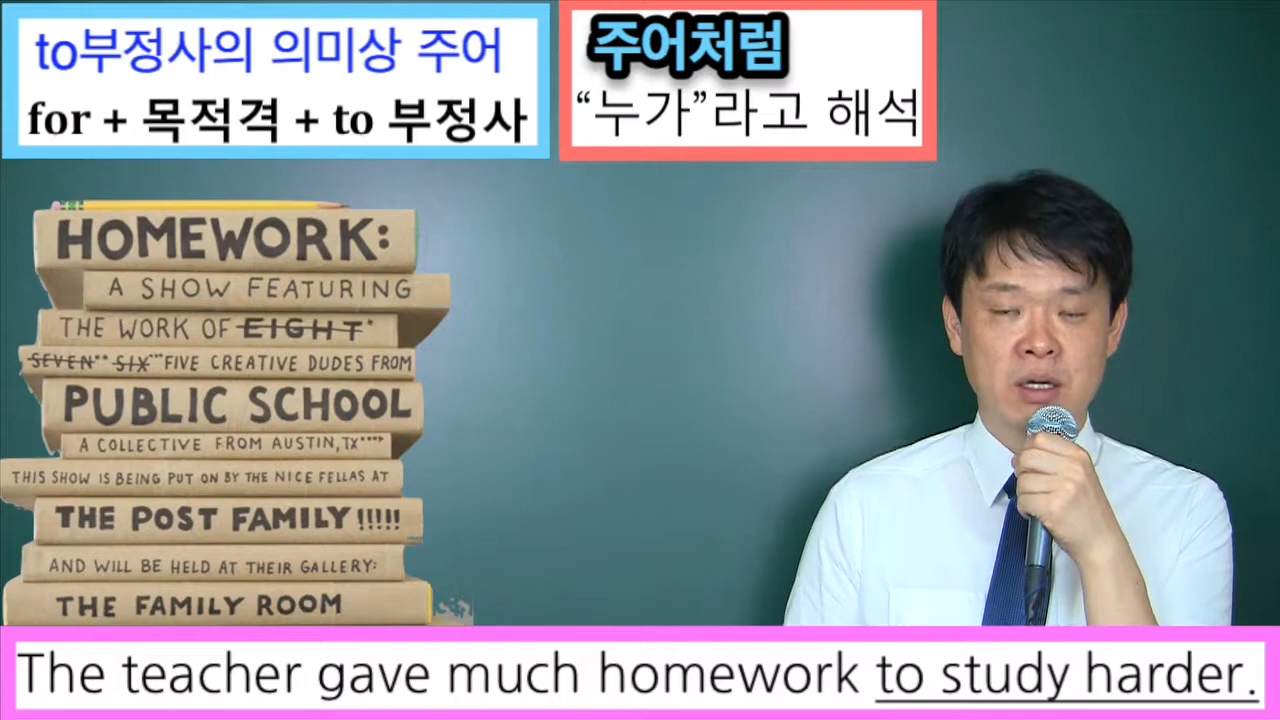 to부정사의 의미상 주어
for + 목적격 + to 부정사
주어처럼
“누가”라고 해석
HOMEWORK:
A SHOW FEATURING
THE WORK OF EIGHT*
SEVEN** SIX*** FIVE CREATIVE DUDES FROM
PUBLIC SCHOOL
A COLLECTIVE FROM AUSTIN, TX****
THIS SHOW IS BEING PUT ON BY THE NICE FELLAS AT
THE POST FAMILY!!!!!
AND WILL BE HELD AT THEIR GALLERY:
THE FAMILY ROOM
The teacher gave much homework to study harder.